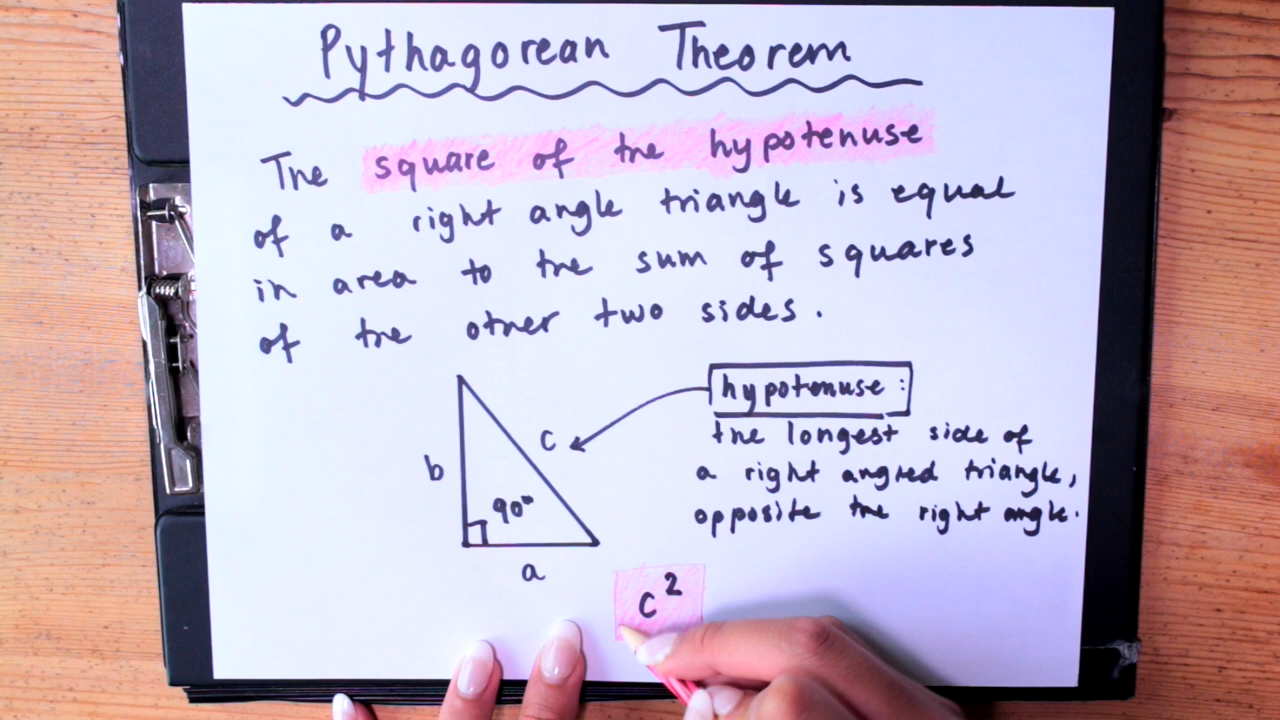 Pythagorean Theorem
The square of the hypotenuse
of a right angle triangle is equal
in area to the sum of squares
of the other two sides.
hypotenuse:
the longest side of
a right angled triangle,
opposite the right angle.
c
b
90°
a
c²